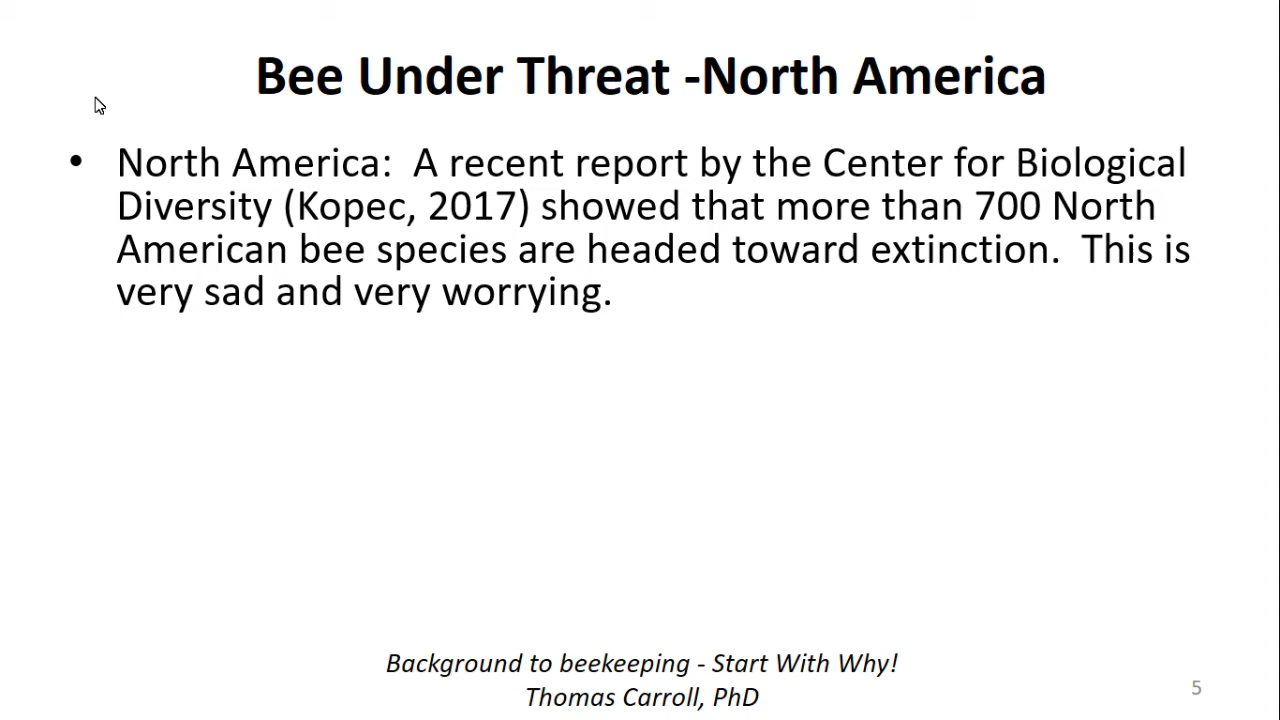 Bee Under Threat -North America
• North America:  A recent report by the Center for Biological
Diversity (Kopec, 2017) showed that more than 700 North
American bee species are headed toward extinction.  This is
very sad and very worrying.
Background to beekeeping - Start With Why!
Thomas Carroll, PhD
5